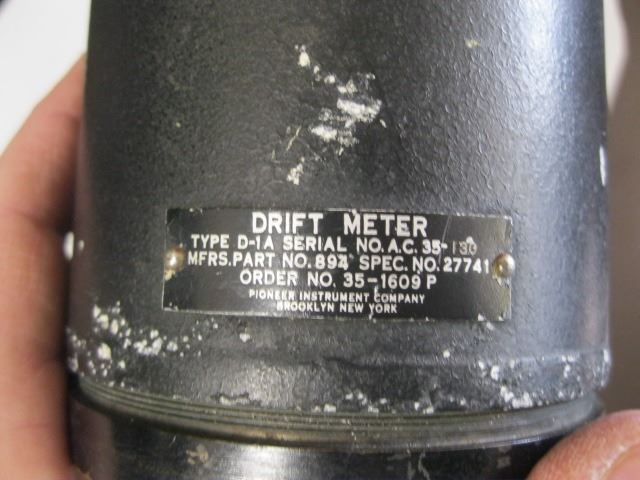 DRIFT METER
TYPE D-1A SERIAL NO. A.C. 35-
MFRS. PART NO. 894 SPEC. NO. 27741
ORDER NO. 35-1609 P
PIONEER INSTRUMENT COMPANY
BROOKLYN NEW YORK